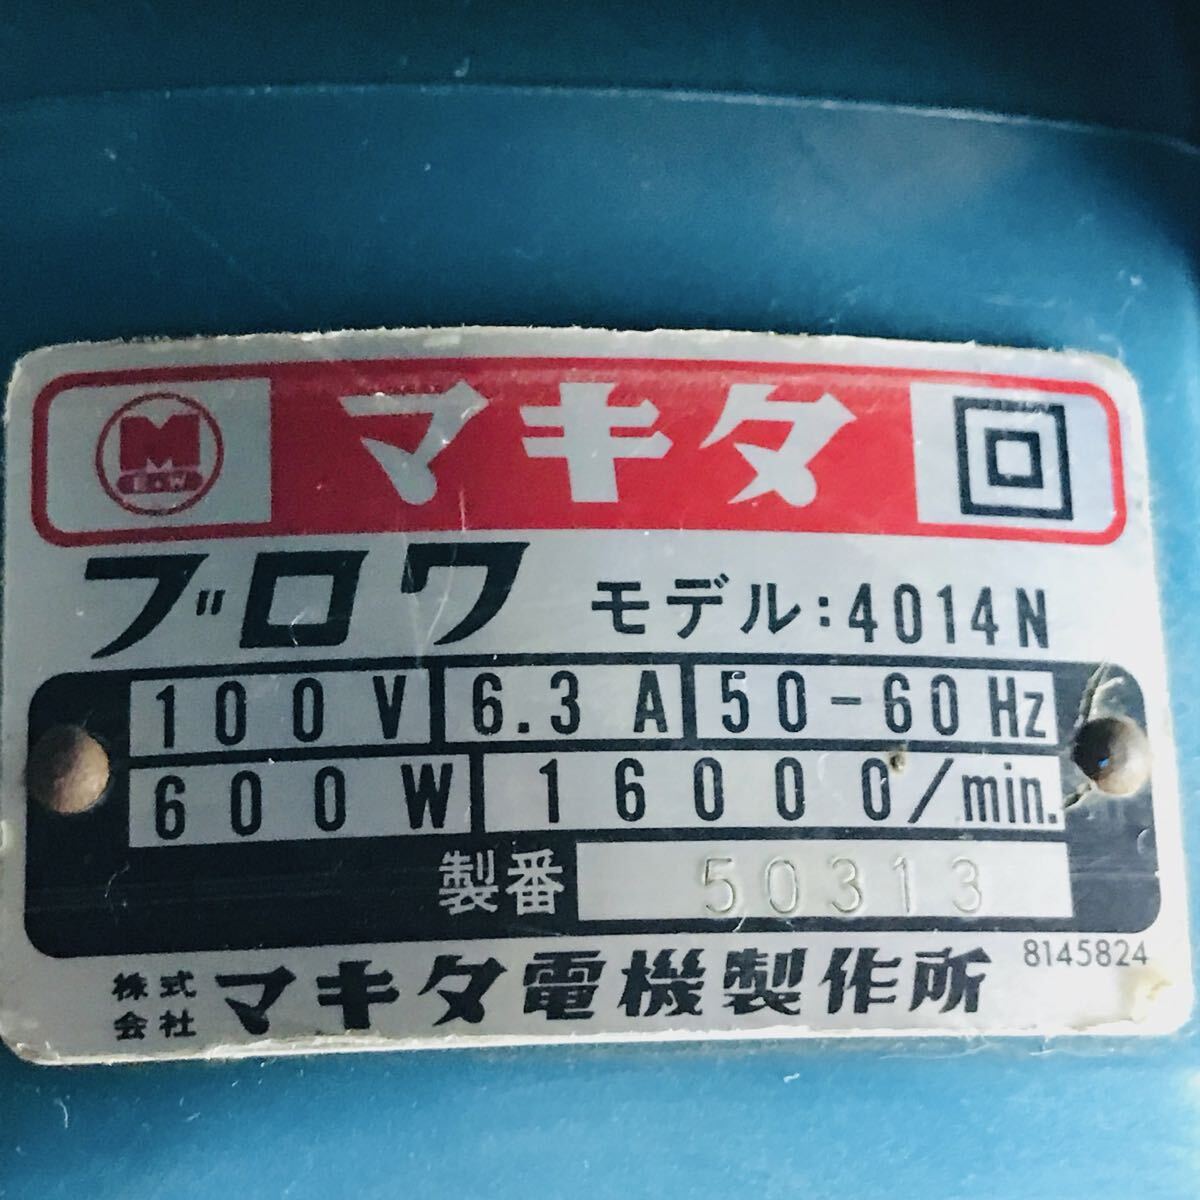 M マキタ
ブロワ モデル:4014N
100V 6.3A 50-60Hz
600W 16000/min.
製番 50313
8145824
株式会社 マキタ電機製作所